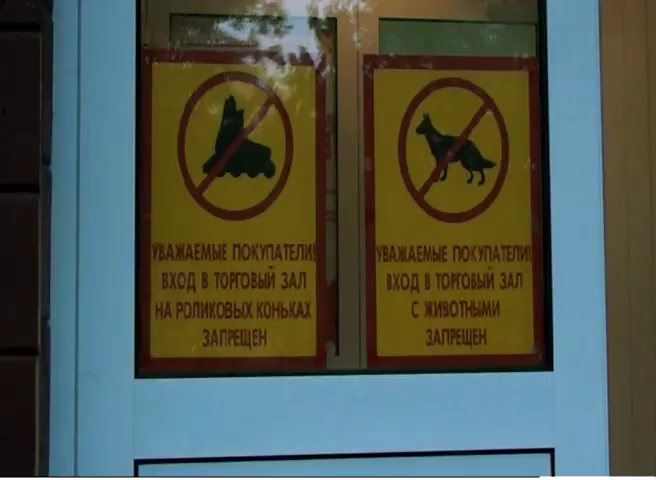 УВАЖАЕМЫЕ ПОКУПАТЕЛИ!
ВХОД В ТОРГОВЫЙ ЗАЛ
НА РОЛИКОВЫХ КОНЬКАХ
ЗАПРЕЩЕН
УВАЖАЕМЫЕ ПОКУПАТЕЛИ!
ВХОД В ТОРГОВЫЙ ЗАЛ
С ЖИВОТНЫМИ
ЗАПРЕЩЕН